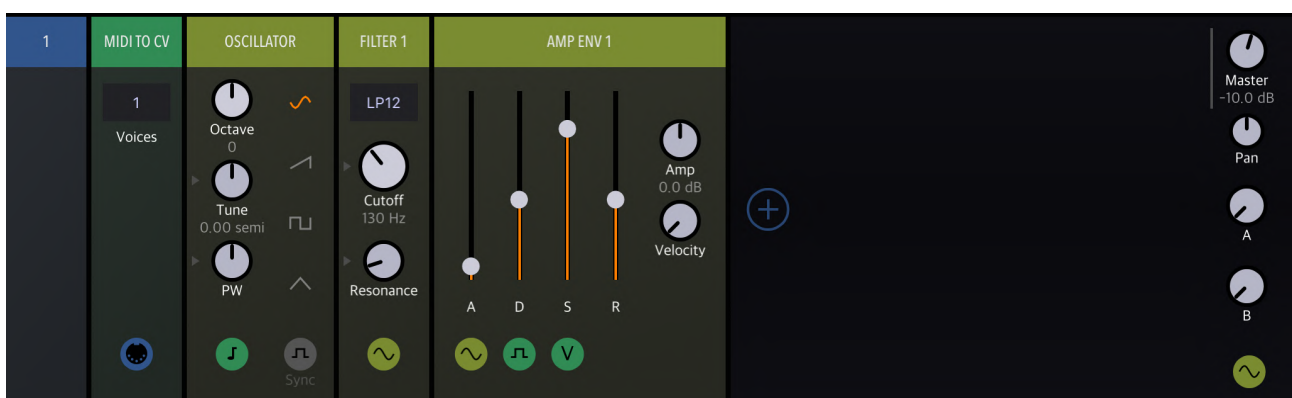 1
MIDI TO CV
OSCILLATOR
FILTER 1
AMP ENV 1
1
Voices
Octave
0
Tune
0.00 semi
PW
Sync
LP12
Cutoff
130 Hz
Resonance
A
D
S
R
V
Amp
0.0 dB
Velocity
Master
-10.0 dB
Pan
A
B